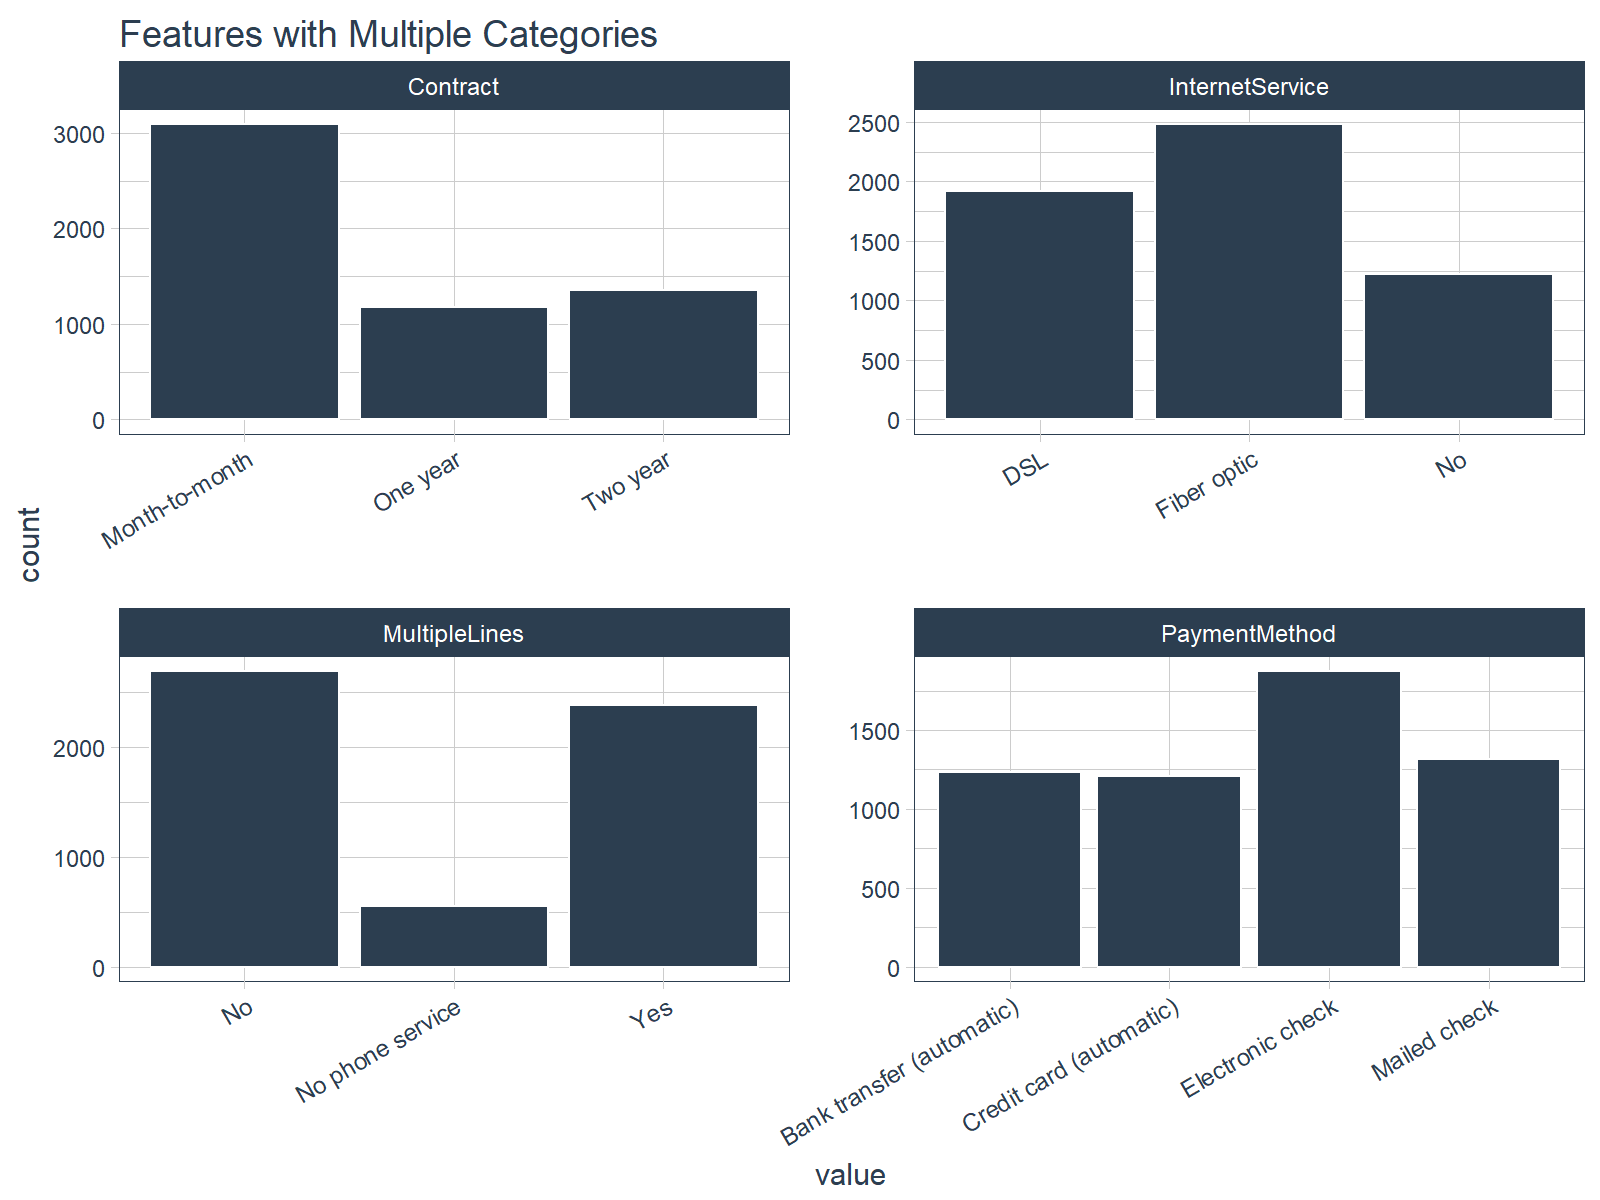 Features with Multiple Categories
Contract
3000
2000
1000
0
Month-to-month
One year
Two year
InternetService
2500
2000
1500
1000
500
0
DSL
Fiber optic
No
count
MultipleLines
2000
1000
0
No
No phone service
Yes
PaymentMethod
1500
1000
500
0
Bank transfer (automatic)
Credit card (automatic)
Electronic check
Mailed check
value